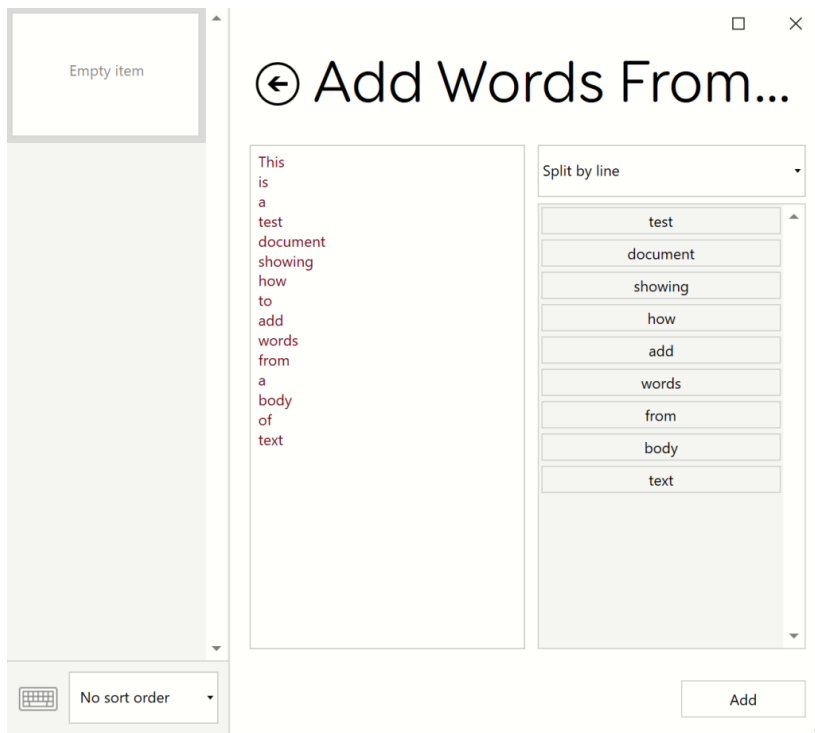 Empty item
Add Words From...
This
is
a
test
document
showing
how
to
add
words
from
a
body
of
text
Split by line
test
document
showing
how
add
words
from
body
text
No sort order
Add